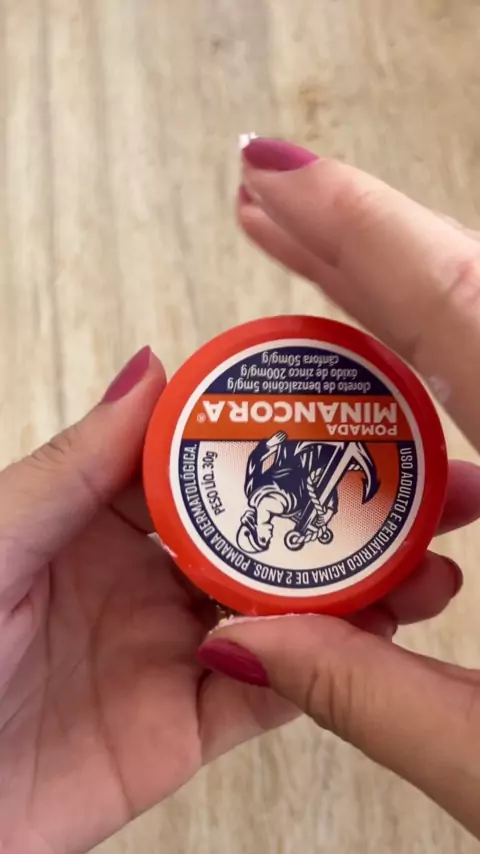 POMADA
MINANCORA®
cloreto de benzalcônio 5mg/g
óxido de zinco 200mg/g
cânfora 50mg/g
PESO LÍQ. 30g
USO ADULTO E PEDIÁTRICO ACIMA DE 2 ANOS. POMADA DERMATOLÓGICA.